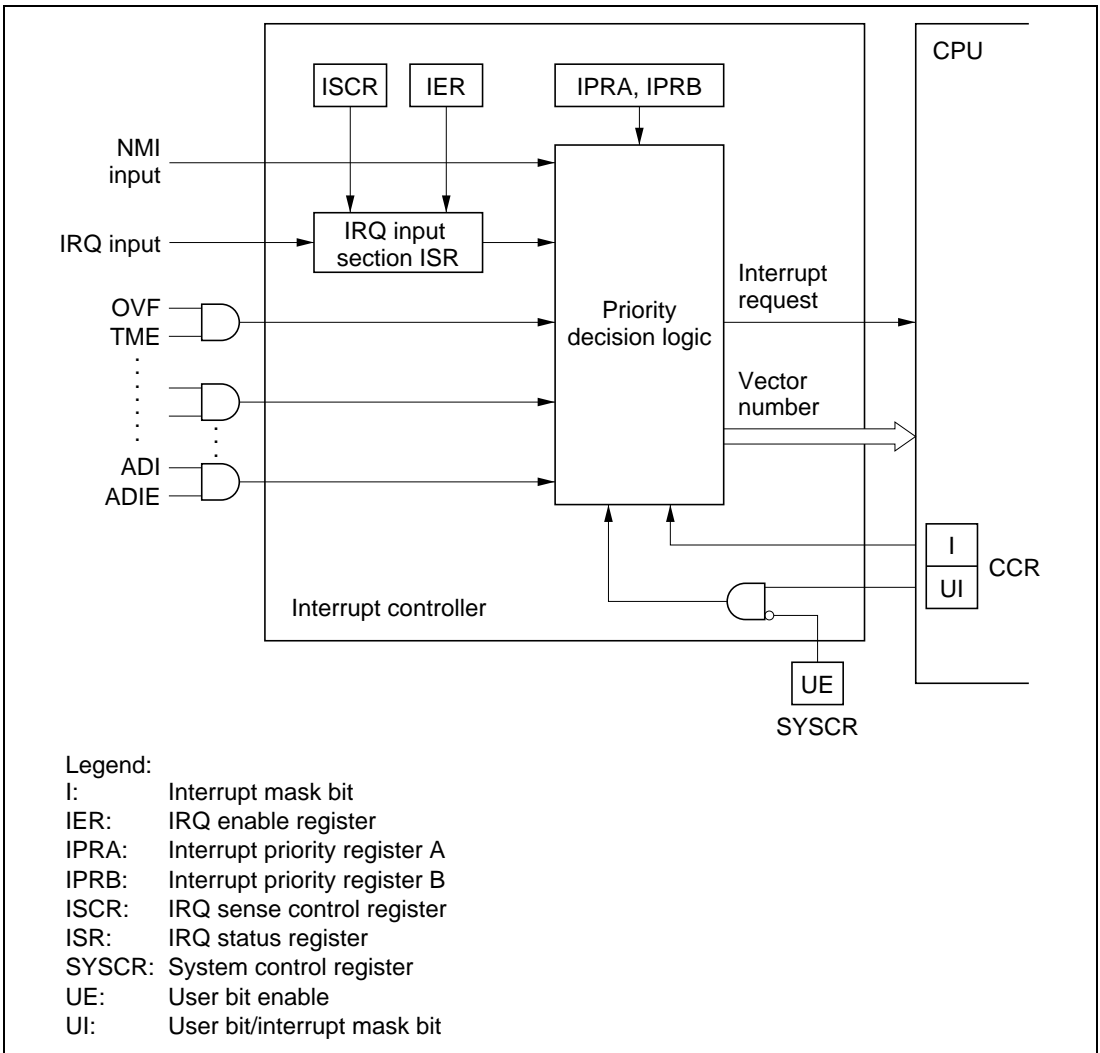 CPU
ISCR
IER
IPRA, IPRB
NMI
input
IRQ input
IRQ input
section ISR
OVF
TME
Priority
decision logic
Interrupt
request
Vector
number
ADI
ADIE
I
UI
CCR
Interrupt controller
UE
SYSCR
Legend:
I: Interrupt mask bit
IER: IRQ enable register
IPRA: Interrupt priority register A
IPRB: Interrupt priority register B
ISCR: IRQ sense control register
ISR: IRQ status register
SYSCR: System control register
UE: User bit enable
UI: User bit/interrupt mask bit